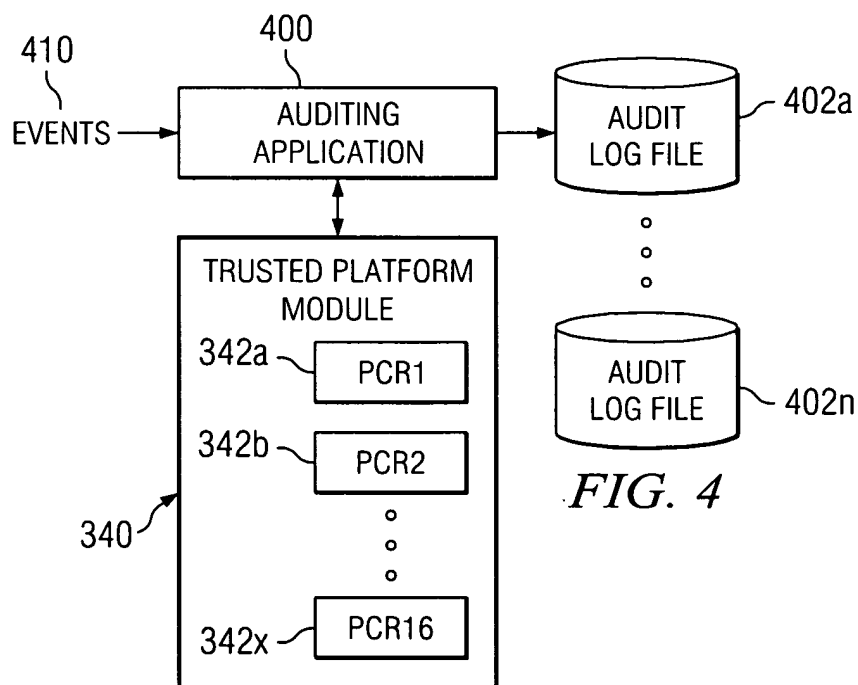 410
EVENTS
400
AUDITING
APPLICATION
AUDIT
LOG FILE
402a
TRUSTED PLATFORM
MODULE
342a
PCR1
342b
PCR2
340
342x
PCR16
AUDIT
LOG FILE
402n
FIG. 4